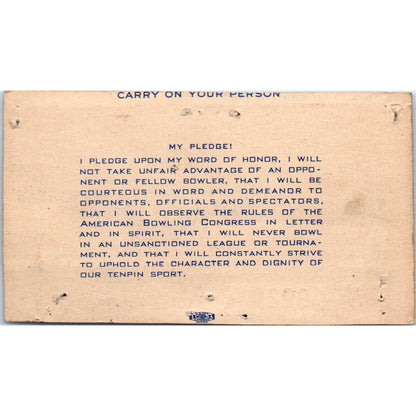 CARRY ON YOUR PERSON
MY PLEDGE!
I PLEDGE UPON MY WORD OF HONOR, I WILL
NOT TAKE UNFAIR ADVANTAGE OF AN OPPO-
NENT OR FELLOW BOWLER, THAT I WILL BE
COURTEOUS IN WORD AND DEMEANOR TO
OPPONENTS, OFFICIALS AND SPECTATORS,
THAT I WILL OBSERVE THE RULES OF THE
AMERICAN BOWLING CONGRESS IN LETTER
AND IN SPIRIT, THAT I WILL NEVER BOWL
IN AN UNSANCTIONED LEAGUE OR TOURNA-
MENT, AND THAT I WILL CONSTANTLY STRIVE
TO UPHOLD THE CHARACTER AND DIGNITY OF
OUR TENPIN SPORT.